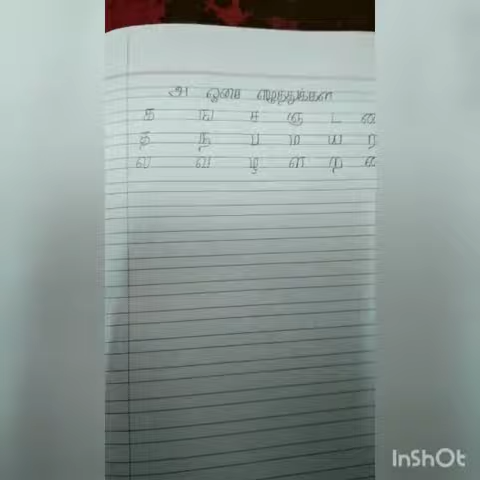 அ ஓசை எழுத்துக்கள்
க ங ச ஞ ட
த ந ப ம ய ர
ல வ ழ ள ற
InShOt